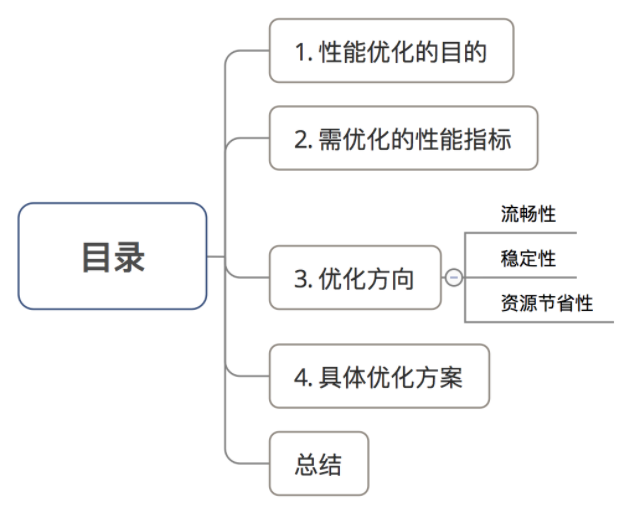 目录
1. 性能优化的目的
2. 需优化的性能指标
3. 优化方向
流畅性
稳定性
资源节省性
4. 具体优化方案
总结